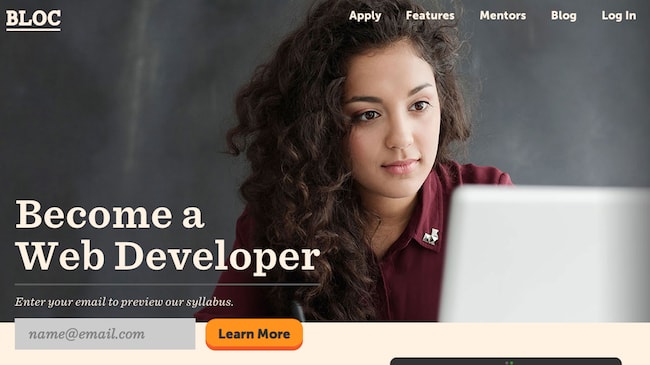 BLOC
Apply Features Mentors Blog Log In
Become a
Web Developer
Enter your email to preview our syllabus.
name@email.com
Learn More